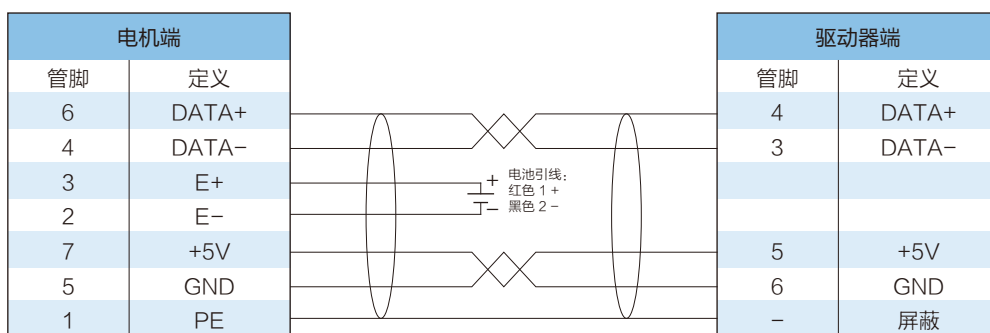 电机端 驱动器端
管脚 定义 管脚 定义
6 DATA+ 4 DATA+
4 DATA- 3 DATA-
3 E+ + 电池引线：
红色 1 +
2 E- - 黑色 2 -
7 +5V 5 +5V
5 GND 6 GND
1 PE - 屏蔽